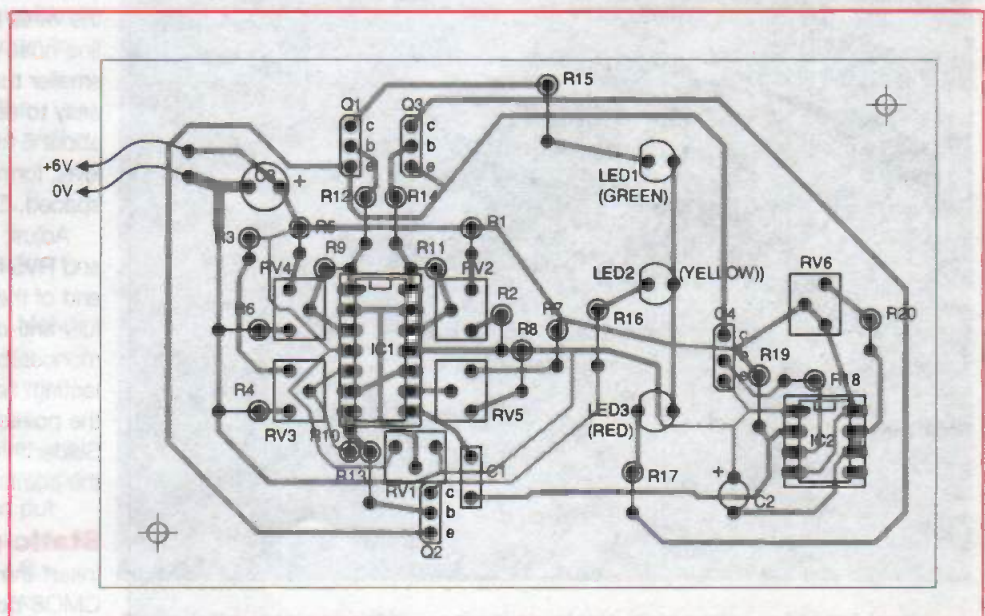 R15
Q1
Q3
c
c
b
b
e
e
+6V
0V
C3
+
LED1
(GREEN)
R12
R14
R3
R5
R1
R9
R11
RV4
RV2
LED2
(YELLOW))
RV6
R2
R7
R16
Q4
R20
R6
R8
c
IC1
b
e
R19
R18
R4
RV3
RV5
LED3
(RED)
IC2
R10
R13
RV1
C1
R17
+
C2
c
b
e
Q2